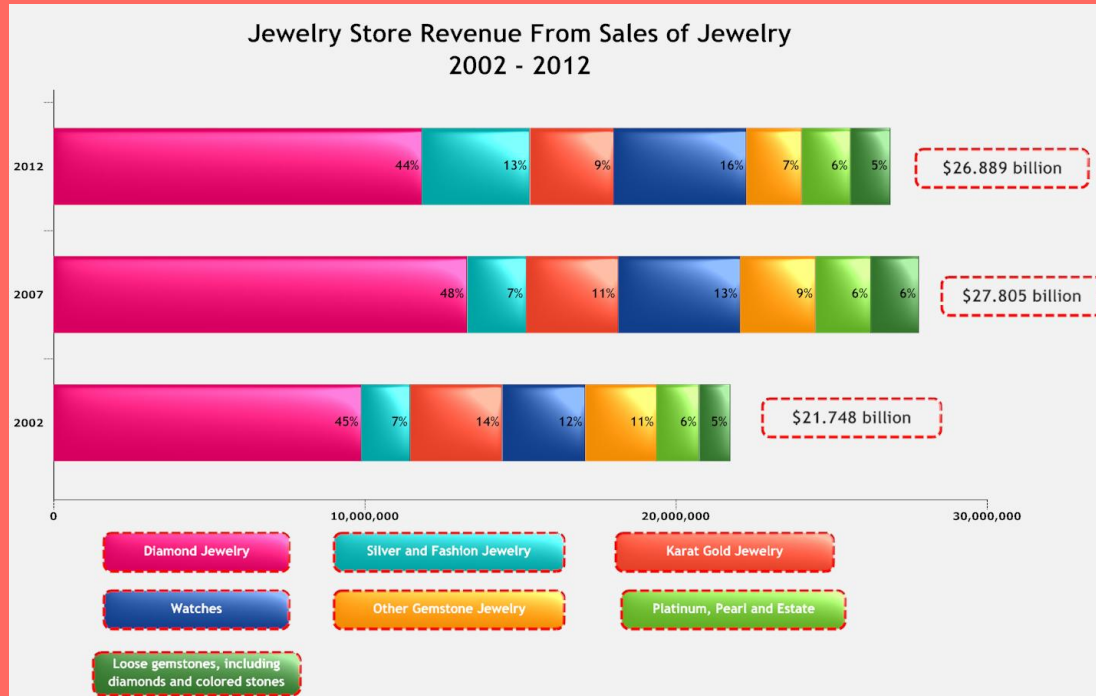 Jewelry Store Revenue From Sales of Jewelry
2002 - 2012
2012
44%
13%
9%
16%
7%
6%
5%
$26.889 billion
2007
48%
7%
11%
13%
9%
6%
6%
$27.805 billion
2002
45%
7%
14%
12%
11%
6%
5%
$21.748 billion
0
10,000,000
20,000,000
30,000,000
Diamond Jewelry
Silver and Fashion Jewelry
Karat Gold Jewelry
Watches
Other Gemstone Jewelry
Platinum, Pearl and Estate
Loose gemstones, including
diamonds and colored stones